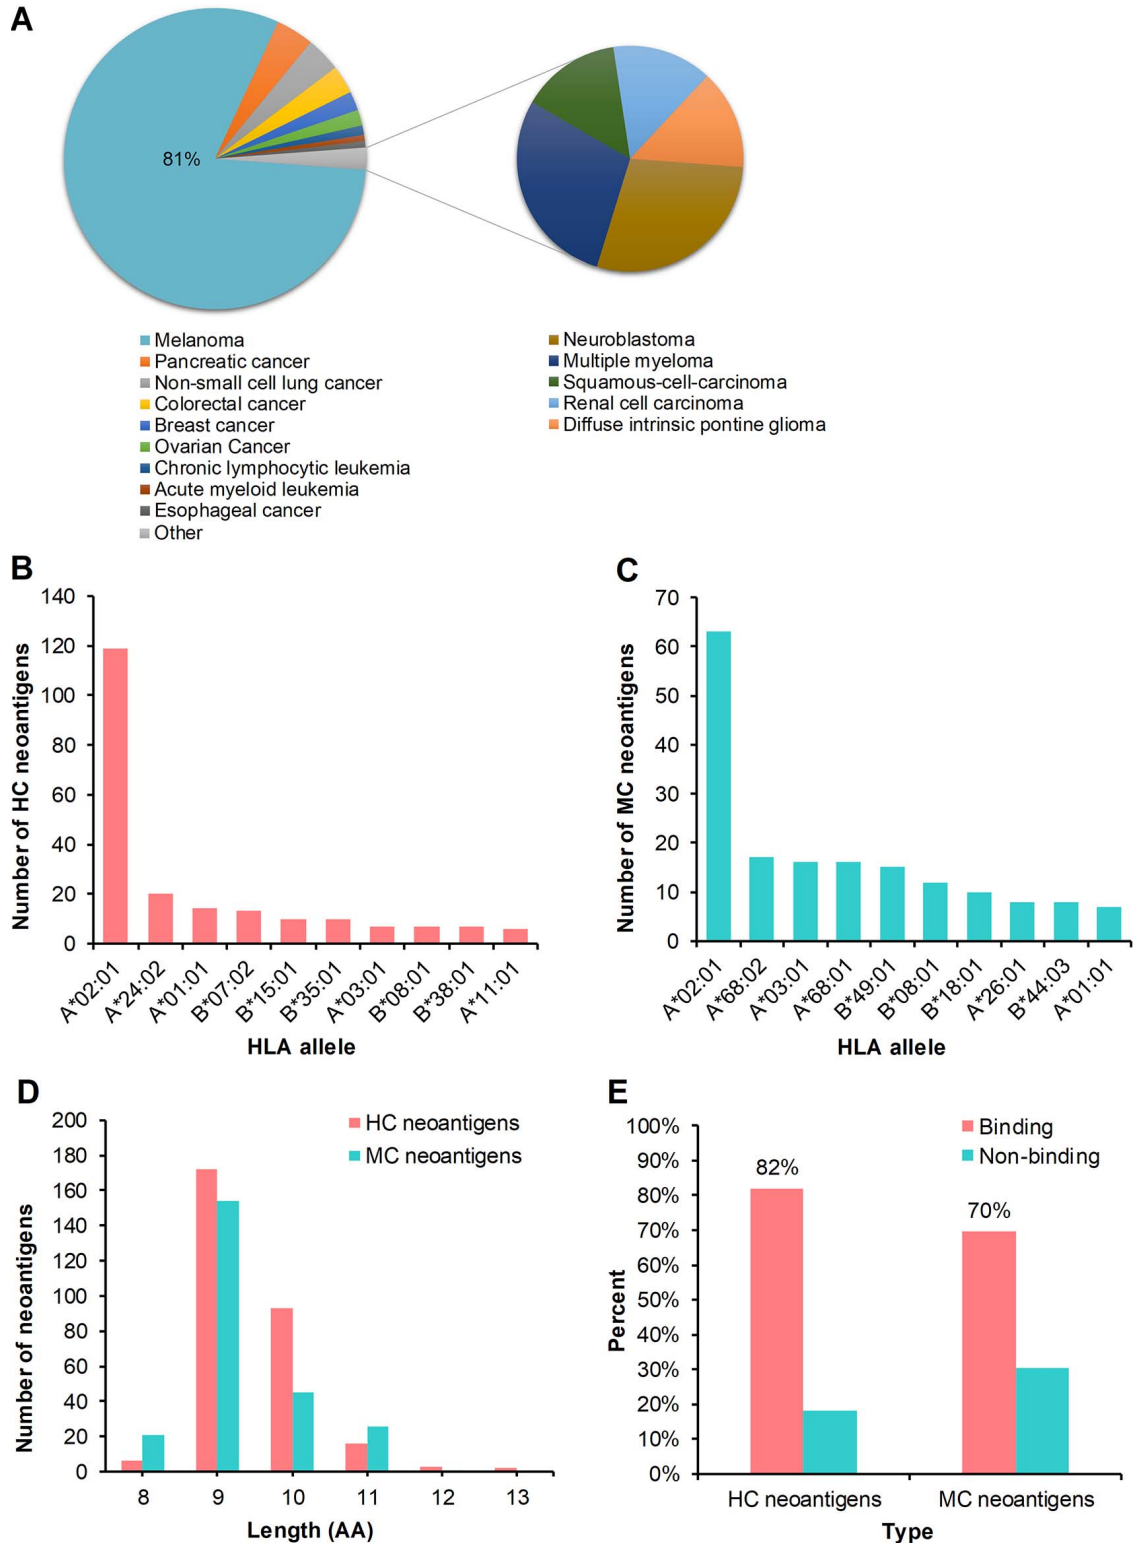 A
81%
Melanoma
Pancreatic cancer
Non-small cell lung cancer
Colorectal cancer
Breast cancer
Ovarian Cancer
Chronic lymphocytic leukemia
Acute myeloid leukemia
Esophageal cancer
Other
Neuroblastoma
Multiple myeloma
Squamous-cell-carcinoma
Renal cell carcinoma
Diffuse intrinsic pontine glioma
B
Number of HC neoantigens
140
120
100
80
60
40
20
0
A*02:01
A*24:02
A*01:01
B*07:02
B*15:01
B*35:01
A*03:01
B*08:01
B*38:01
A*11:01
HLA allele
C
Number of MC neoantigens
70
60
50
40
30
20
10
0
A*02:01
A*68:02
A*03:01
A*68:01
B*49:01
B*08:01
B*18:01
A*26:01
B*44:03
A*01:01
HLA allele
D
Number of neoantigens
200
180
160
140
120
100
80
60
40
20
0
HC neoantigens
MC neoantigens
8 9 10 11 12 13
Length (AA)
E
Percent
100%
90%
80%
70%
60%
50%
40%
30%
20%
10%
0%
Binding
Non-binding
82%
70%
HC neoantigens MC neoantigens
Type